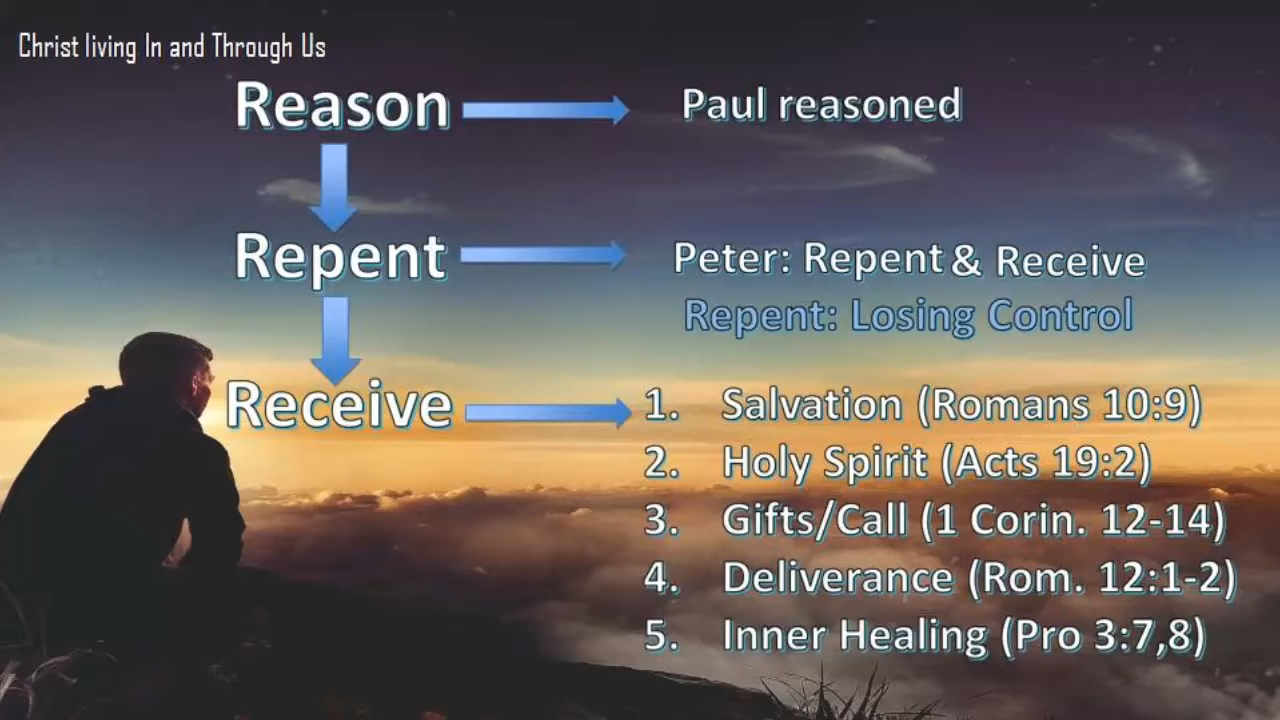 Christ living In and Through Us
Reason
Paul reasoned
Repent
Peter: Repent & Receive
Repent: Losing Control
Receive
1. Salvation (Romans 10:9)
2. Holy Spirit (Acts 19:2)
3. Gifts/Call (1 Corin. 12-14)
4. Deliverance (Rom. 12:1-2)
5. Inner Healing (Pro 3:7,8)